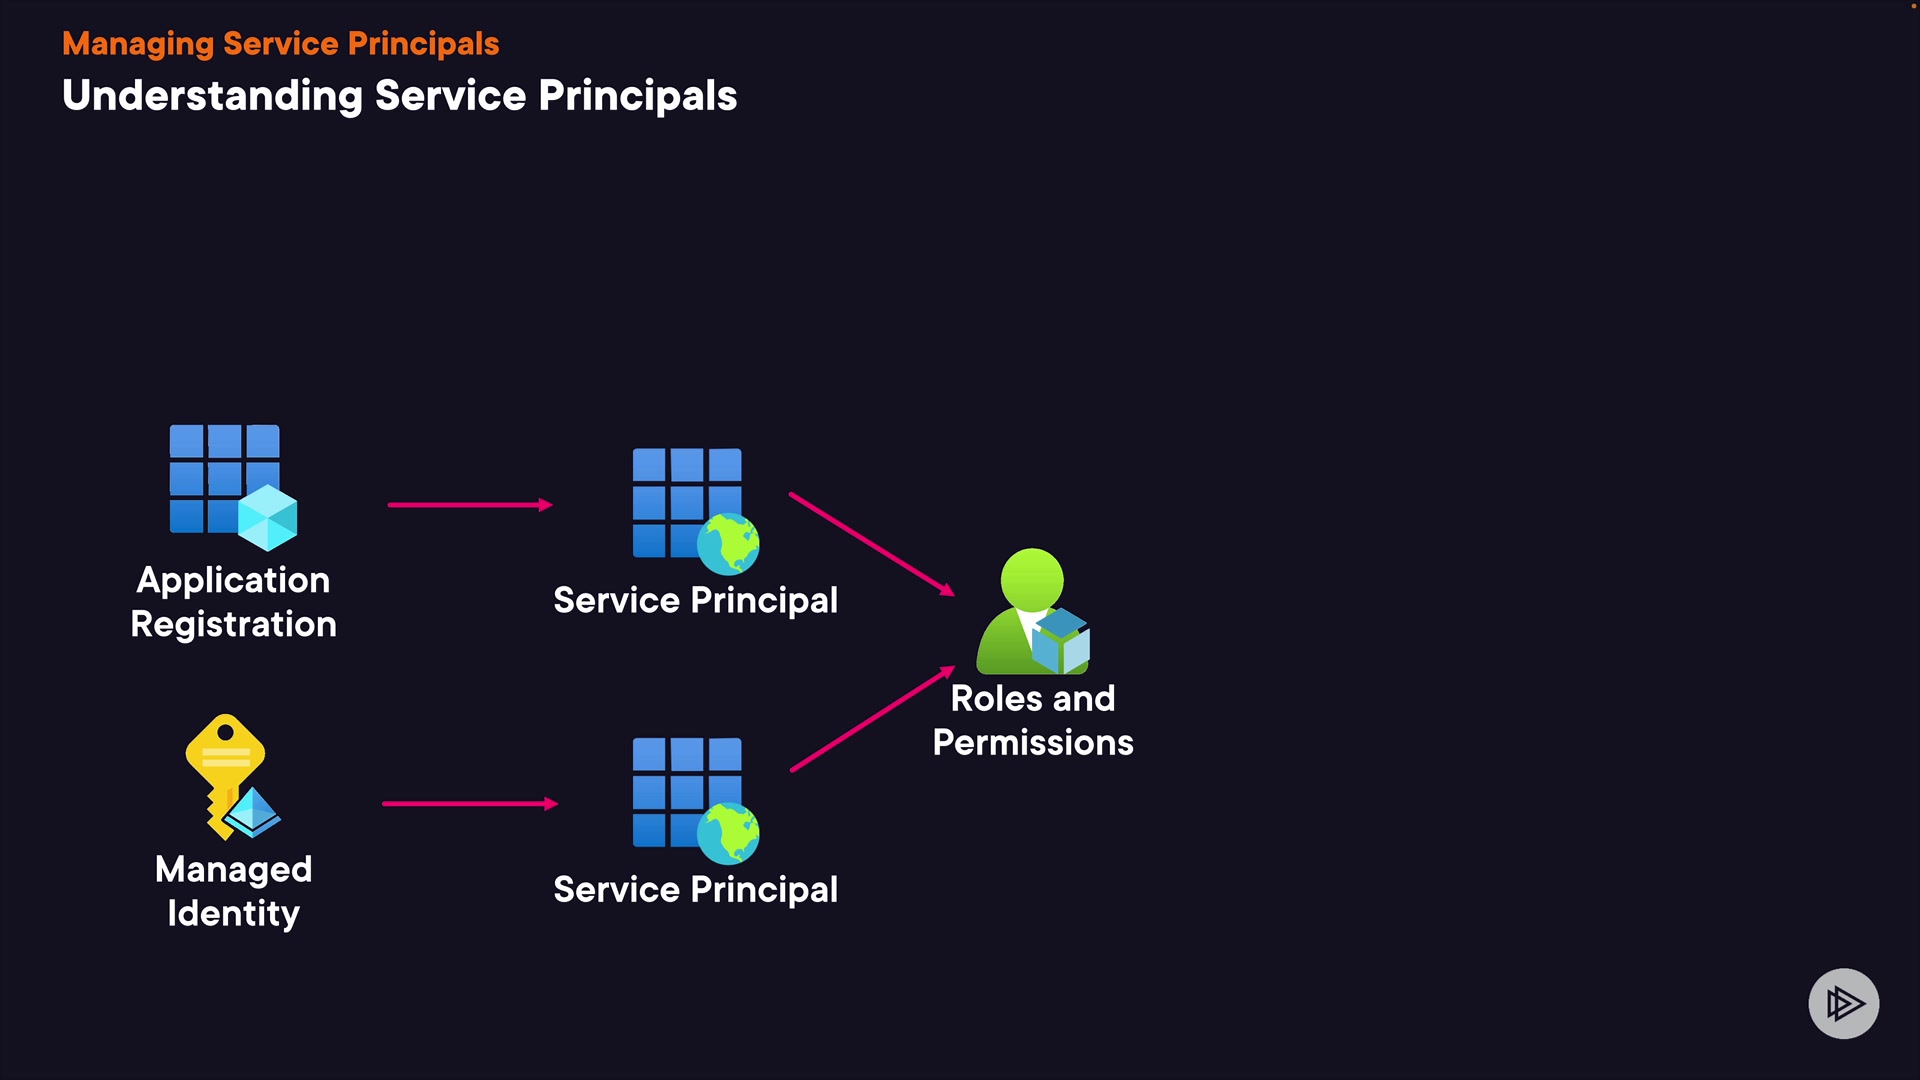 Managing Service Principals
Understanding Service Principals
Application
Registration
Service Principal
Roles and
Permissions
Managed
Identity
Service Principal